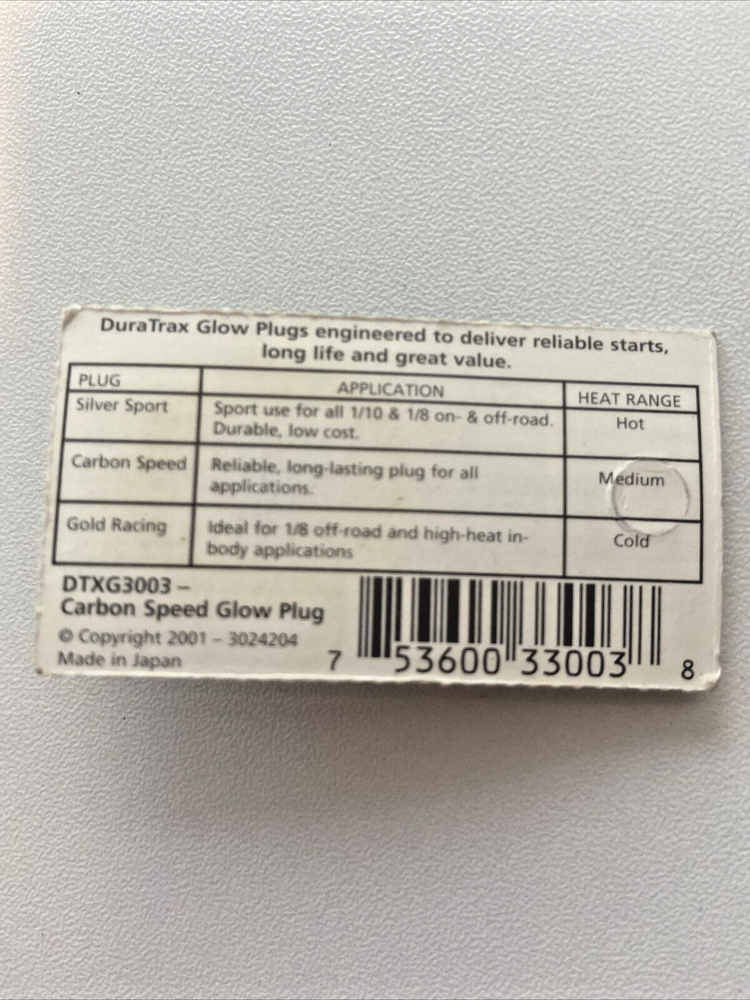 DuraTrax Glow Plugs engineered to deliver reliable starts,
long life and great value.
PLUG APPLICATION HEAT RANGE
Silver Sport Sport use for all 1/10 & 1/8 on- & off-road. Hot
Durable, low cost.
Carbon Speed Reliable, long-lasting plug for all Medium
applications.
Gold Racing Ideal for 1/8 off-road and high-heat in- Cold
body applications
DTXG3003 –
Carbon Speed Glow Plug
© Copyright 2001 – 3024204
Made in Japan
7 53600 33003 8